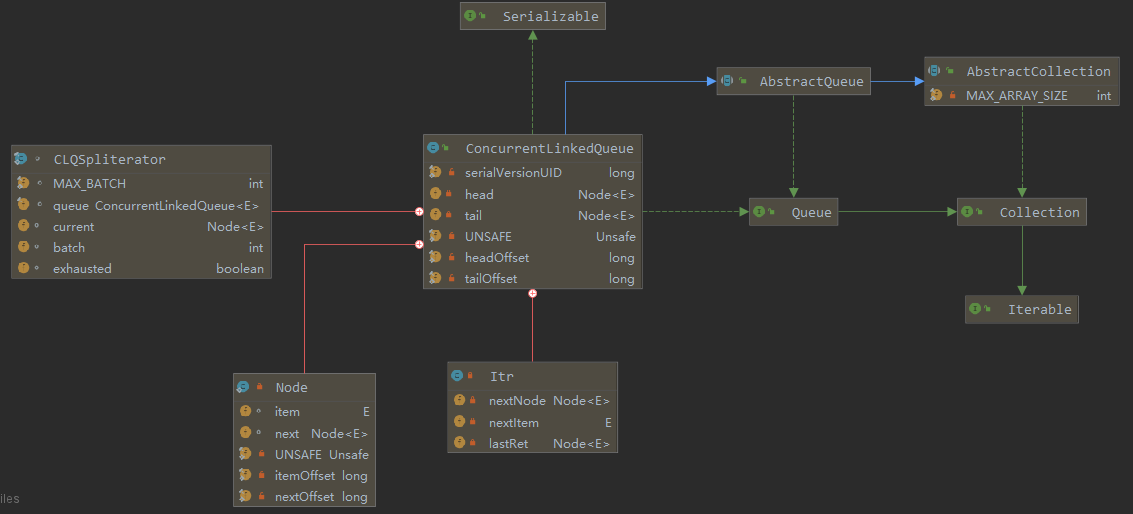 Serializable
AbstractQueue
AbstractCollection
MAX_ARRAY_SIZE int
ConcurrentLinkedQueue
serialVersionUID long
head Node<E>
tail Node<E>
UNSAFE Unsafe
headOffset long
tailOffset long
CLQSpliterator
MAX_BATCH int
queue ConcurrentLinkedQueue<E>
current Node<E>
batch int
exhausted boolean
Queue
Collection
Iterable
Node
item E
next Node<E>
UNSAFE Unsafe
itemOffset long
nextOffset long
Itr
nextNode Node<E>
nextItem E
lastRet Node<E>
iles